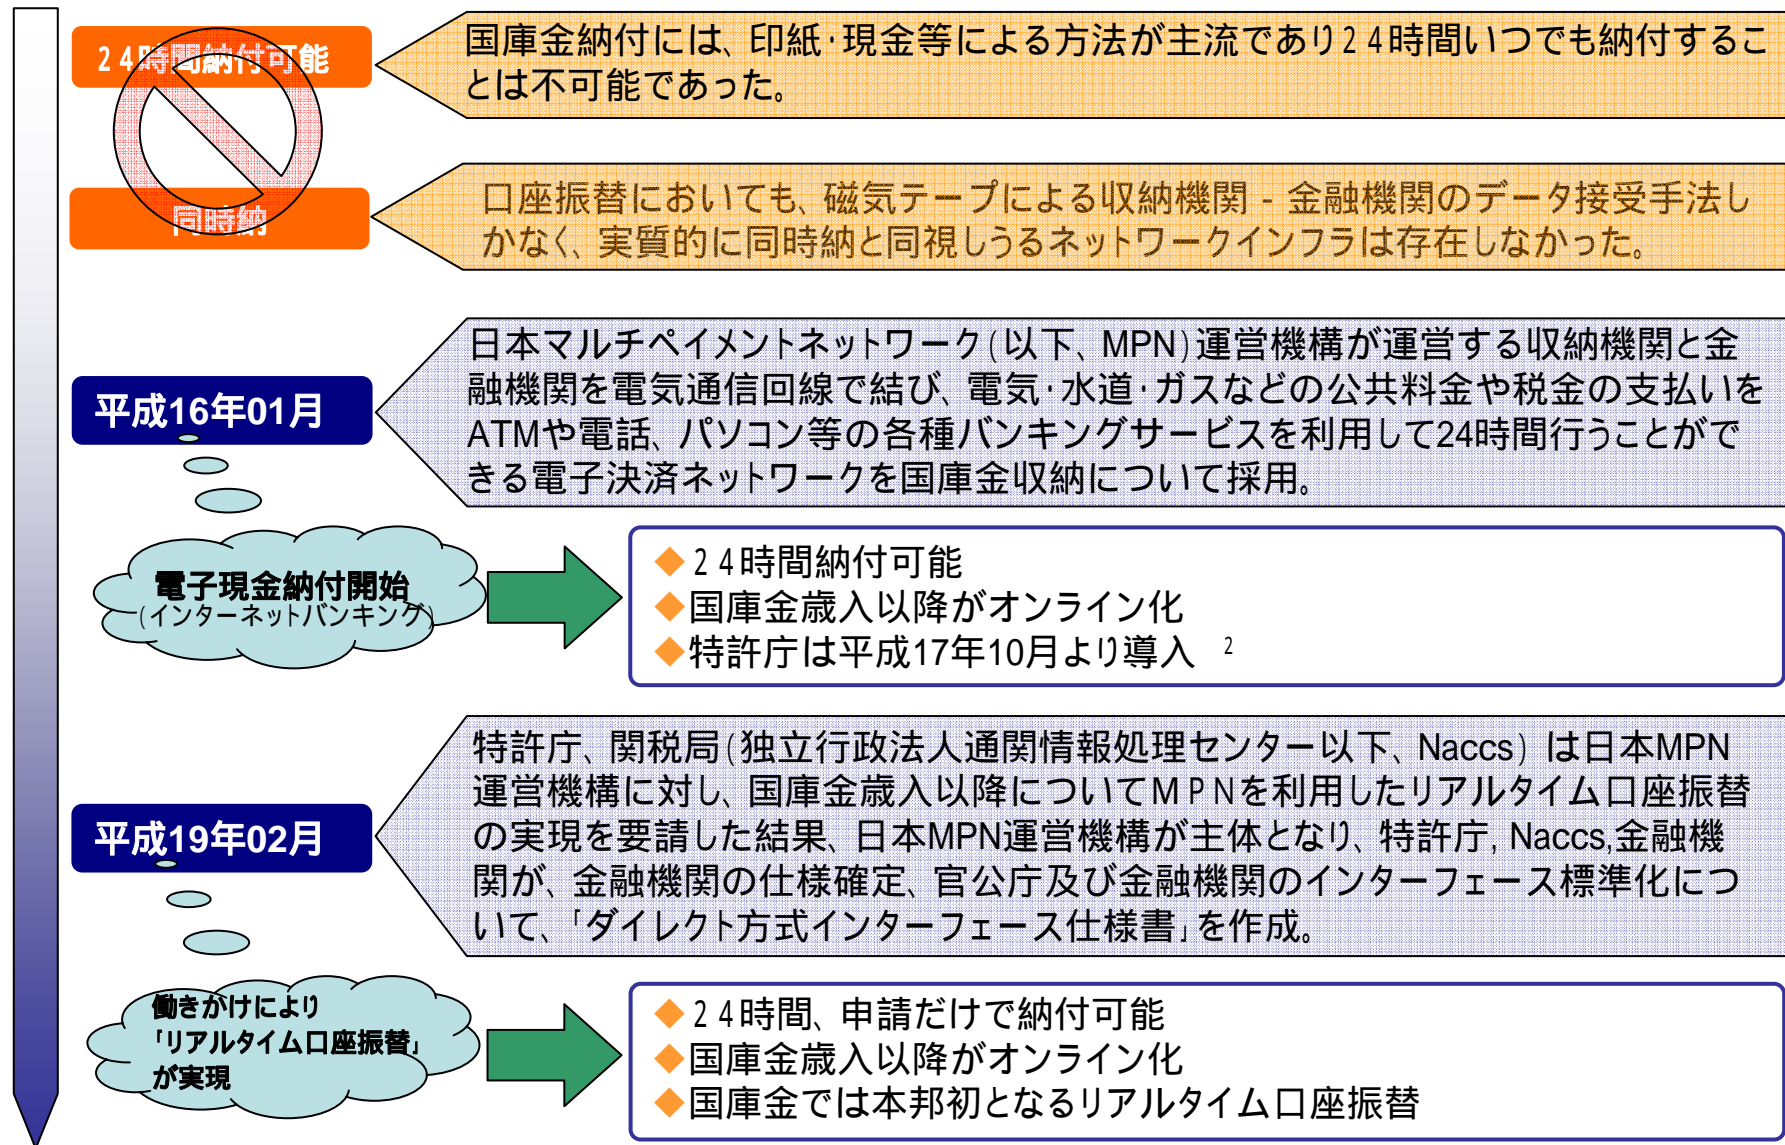 24時間納付可能
国庫金納付には、印紙・現金等による方法が主流であり24時間いつでも納付するこ
とは不可能であった。
同時納
口座振替においても、磁気テープによる収納機関 - 金融機関のデータ接受手法し
かなく、実質的に同時納と同視しうるネットワークインフラは存在しなかった。
平成16年01月
日本マルチペイメントネットワーク(以下、MPN)運営機構が運営する収納機関と金
融機関を電気通信回線で結び、電気・水道・ガスなどの公共料金や税金の支払いを
ATMや電話、パソコン等の各種バンキングサービスを利用して24時間行うことがで
きる電子決済ネットワークを国庫金収納について採用。
電子現金納付開始
(インターネットバンキング)
◆24時間納付可能
◆国庫金歳入以降がオンライン化
◆特許庁は平成17年10月より導入 2
平成19年02月
特許庁、関税局(独立行政法人通関情報処理センター以下、Naccs) は日本MPN
運営機構に対し、国庫金歳入以降についてMPNを利用したリアルタイム口座振替
の実現を要請した結果、日本MPN運営機構が主体となり、特許庁, Naccs,金融機
関が、金融機関の仕様確定、官公庁及び金融機関のインターフェース標準化につ
いて、「ダイレクト方式インターフェース仕様書」を作成。
働きかけにより
「リアルタイム口座振替」
が実現
◆24時間、申請だけで納付可能
◆国庫金歳入以降がオンライン化
◆国庫金では本邦初となるリアルタイム口座振替